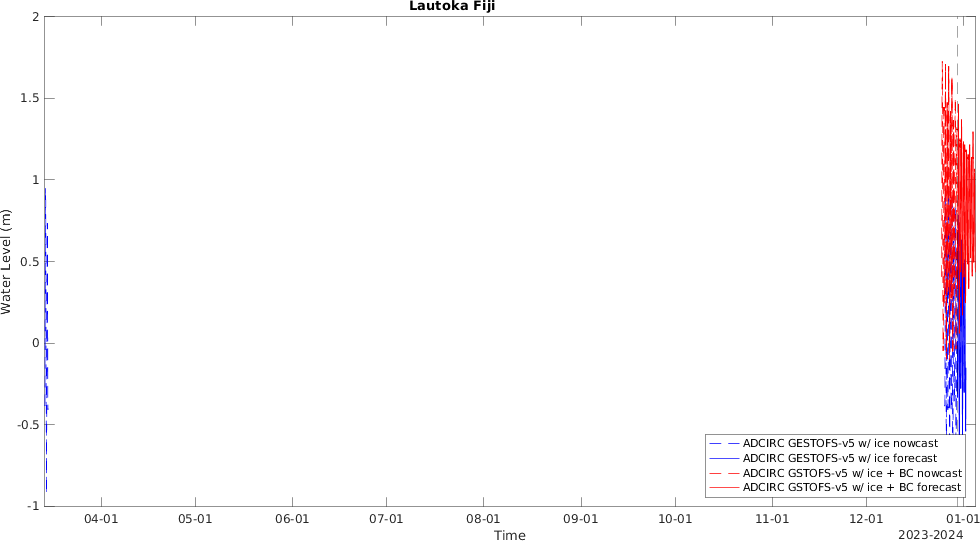 Lautoka Fiji
2
1.5
1
0.5
0
-0.5
-1
Water Level (m)
ADCIRC GESTOFS-v5 w/ ice nowcast
ADCIRC GESTOFS-v5 w/ ice forecast
ADCIRC GSTOFS-v5 w/ ice + BC nowcast
ADCIRC GSTOFS-v5 w/ ice + BC forecast
04-01 05-01 06-01 07-01 08-01 09-01 10-01 11-01 12-01 01-01
Time
2023-2024